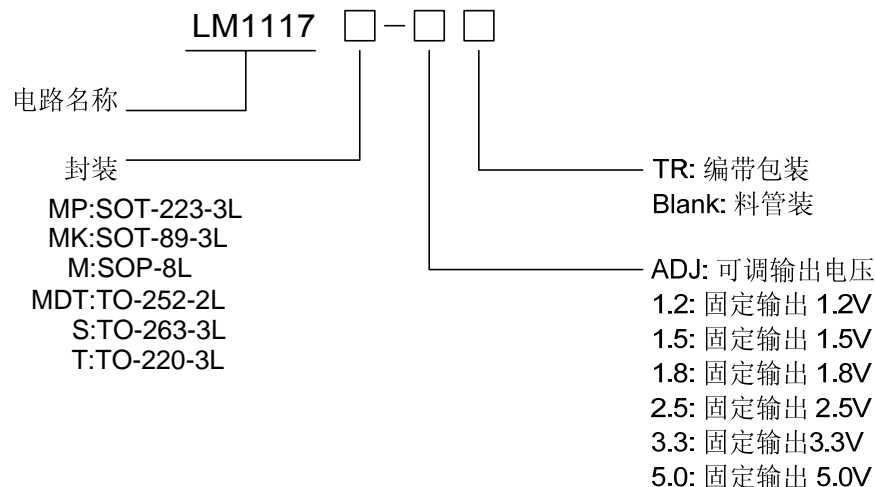 LM1117 □-□ □
电路名称
封装
MP:SOT-223-3L
MK:SOT-89-3L
M:SOP-8L
MDT:TO-252-2L
S:TO-263-3L
T:TO-220-3L
TR: 编带包装
Blank: 料管装
ADJ: 可调输出电压
1.2: 固定输出 1.2V
1.5: 固定输出 1.5V
1.8: 固定输出 1.8V
2.5: 固定输出 2.5V
3.3: 固定输出3.3V
5.0: 固定输出 5.0V